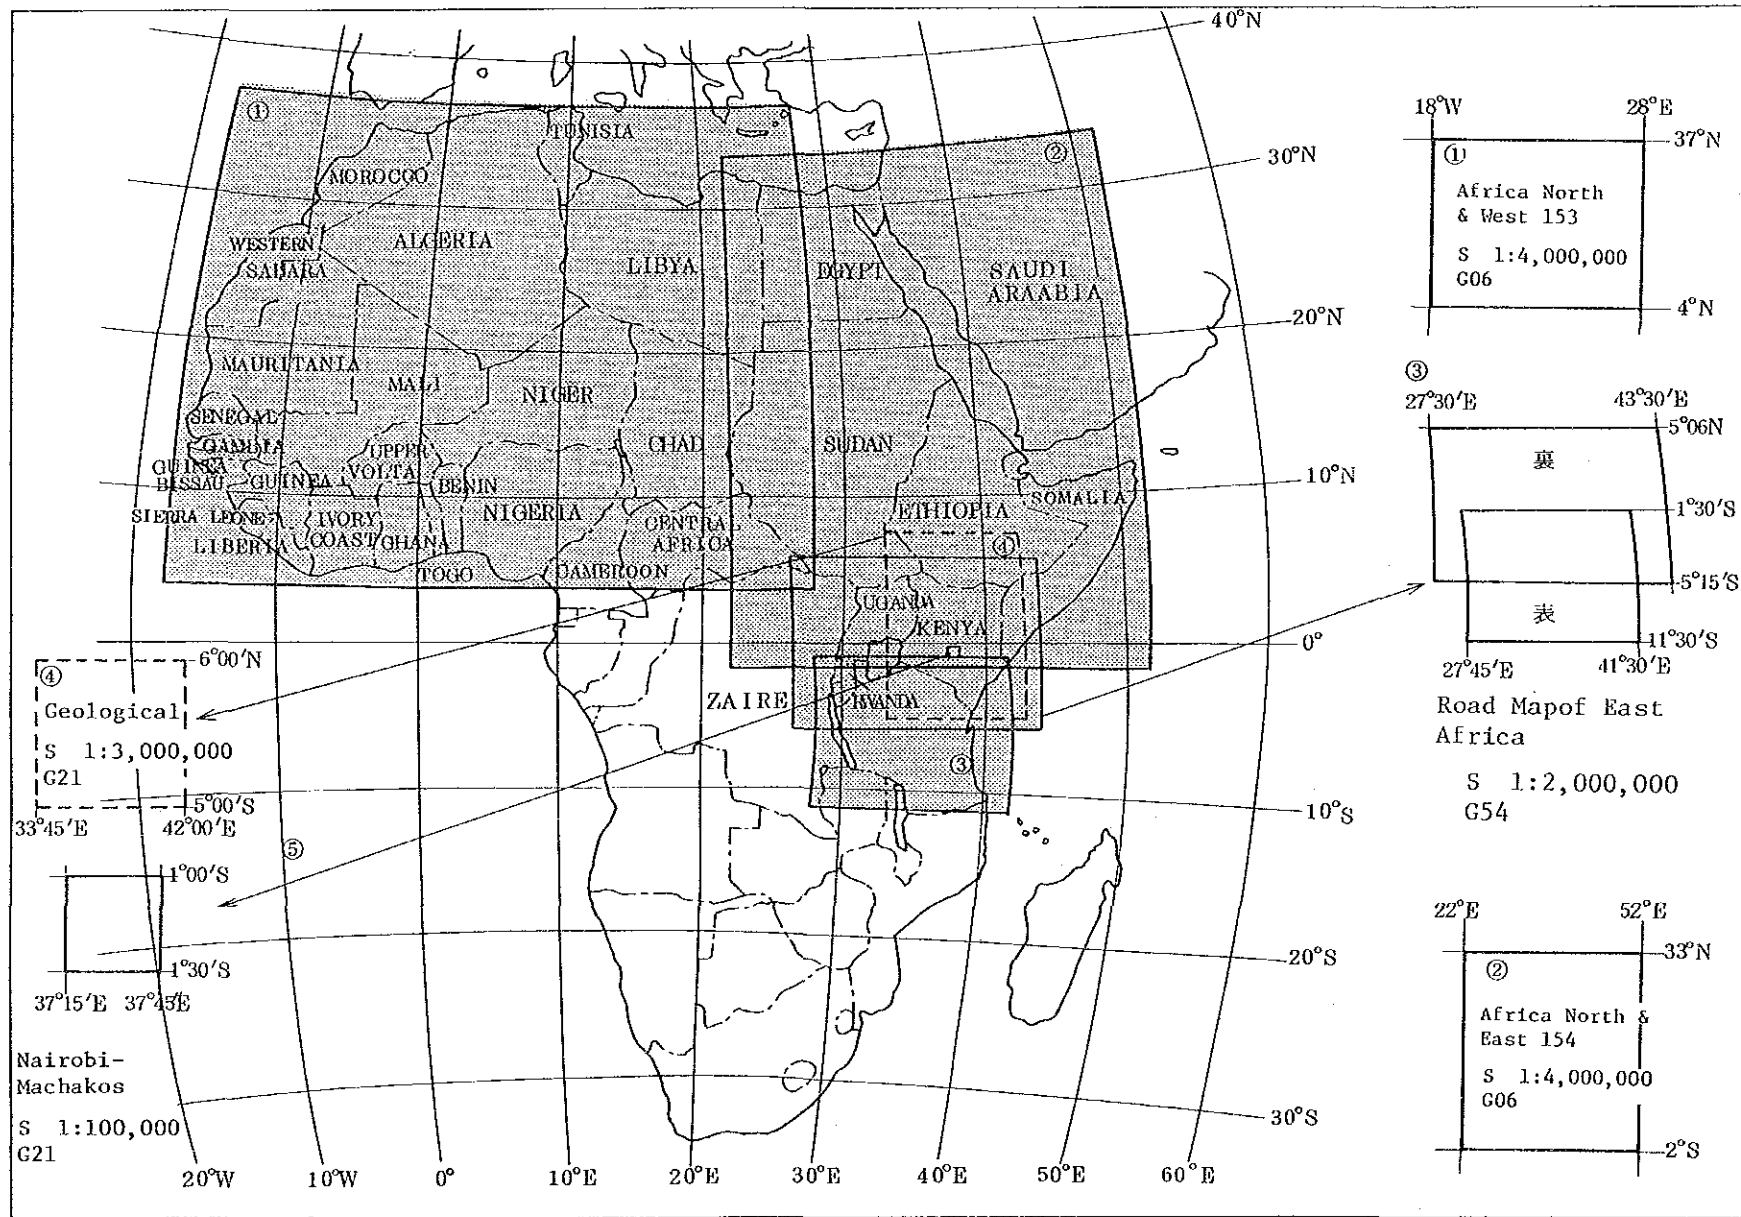 40°N
30°N
20°N
10°N
0°
10°S
20°S
30°S
20°W
10°W
0°
10°E
20°E
30°E
40°E
50°E
60°E
①
②
③
④
TUNISIA
MOROCOO
WESTERN
SAHARA
ALGERIA
LIBYA
EGYPT
SAUDI
ARAABIA
MAURITANIA
MALI
NIGER
CHAD
SUDAN
SENEGAL
GAMBIA
GUINEA
BISSAU
GUINEA
UPPER
VOLTA
BENIN
SIERRA LEONE
LIBERIA
IVORY
COAST
GHANA
TOGO
NIGERIA
CAMEROON
CENTRAL
AFRICA
ETHIOPIA
SOMALIA
UGANDA
KENYA
ZAIRE
RWANDA
18°W
28°E
37°N
①
Africa North
& West 153
S 1:4,000,000
G06
4°N
③
27°30′E
43°30′E
5°06N
裏
1°30′S
5°15′S
表
11°30′S
27°45′E
41°30′E
Road Mapof East
Africa
S 1:2,000,000
G54
22°E
52°E
33°N
②
Africa North &
East 154
S 1:4,000,000
G06
2°S
6°00′N
④
Geological
S 1:3,000,000
G21
5°00′S
33°45′E
42°00′E
⑤
1°00′S
1°30′S
37°15′E
37°45′E
Nairobi-
Machakos
S 1:100,000
G21